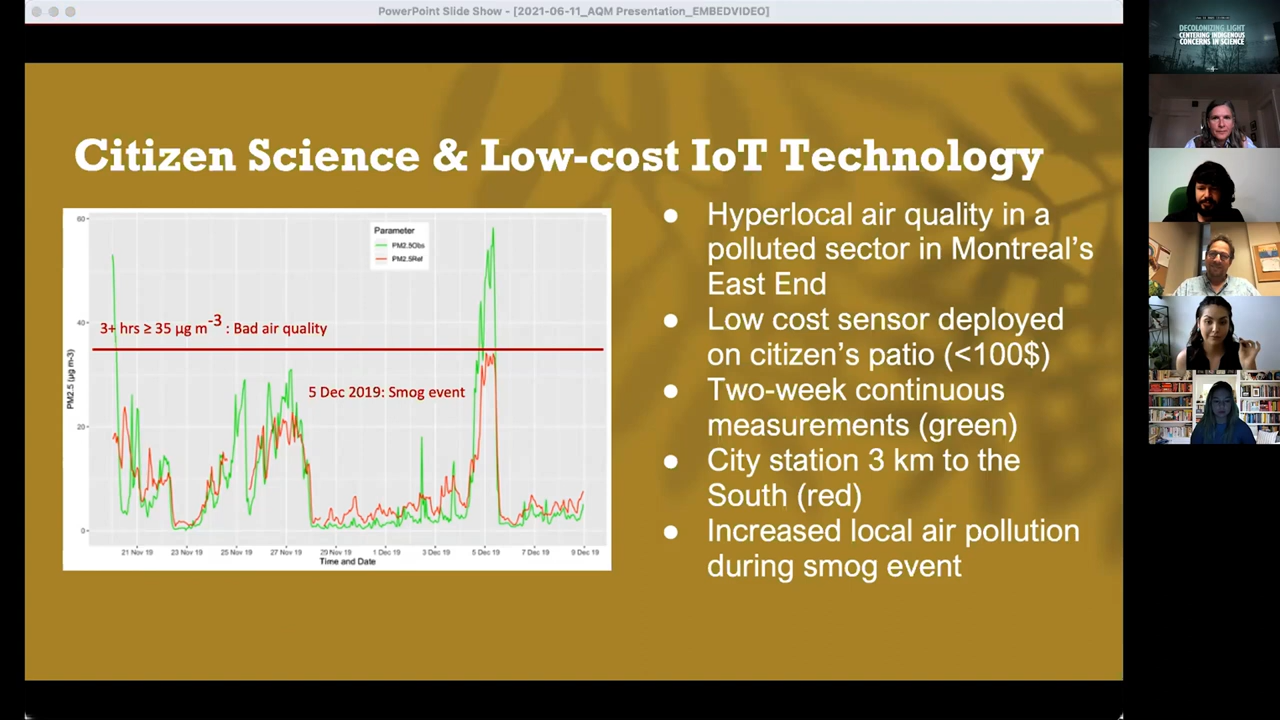 PowerPoint Slide Show - [2021-06-11_AQM Presentation_EMBEDVIDEO]
DECOLONIZING LIGHT
CENTERING INDIGENOUS
CONCERNS IN SCIENCE
Citizen Science & Low-cost IoT Technology
60
40
20
0
PM2.5 (µg m-3)
Parameter
PM2.5Obs
PM2.5Ref
3+ hrs ≥ 35 µg m-3 : Bad air quality
5 Dec 2019: Smog event
21 Nov 19 23 Nov 19 25 Nov 19 27 Nov 19 29 Nov 19 1 Dec 19 3 Dec 19 5 Dec 19 7 Dec 19 9 Dec 19
Time and Date
● Hyperlocal air quality in a
polluted sector in Montreal's
East End
● Low cost sensor deployed
on citizen's patio (<100$)
● Two-week continuous
measurements (green)
● City station 3 km to the
South (red)
● Increased local air pollution
during smog event